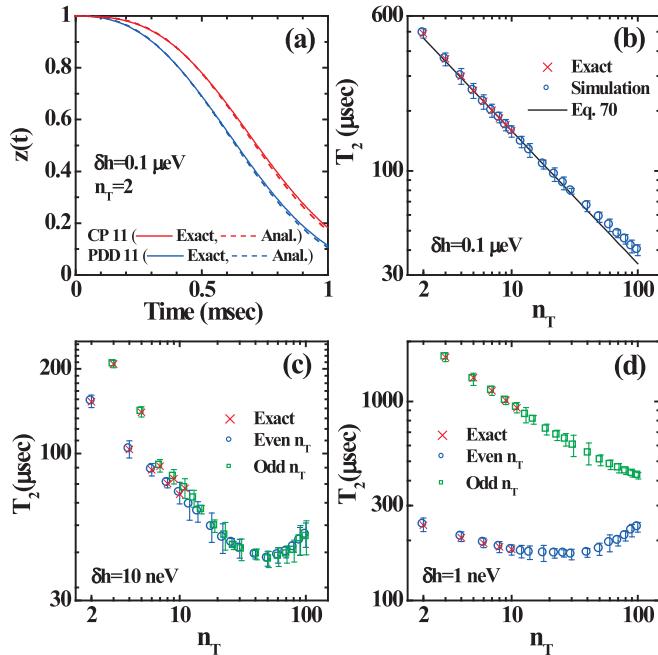 (a)
1
0.8
0.6
0.4
0.2
0
z(t)
δh=0.1 μeV
n_T=2
CP 11 ( Exact, Anal.)
PDD 11 ( Exact, Anal.)
0 0.5 1
Time (msec)
(b)
600
100
30
T_2 (μsec)
Exact
Simulation
Eq. 70
δh=0.1 μeV
2 10 100
n_T
(c)
200
100
30
T_2(μsec)
Exact
Even n_T
Odd n_T
δh=10 neV
2 10 100
n_T
(d)
1000
300
100
T_2(μsec)
Exact
Even n_T
Odd n_T
δh=1 neV
2 10 100
n_T